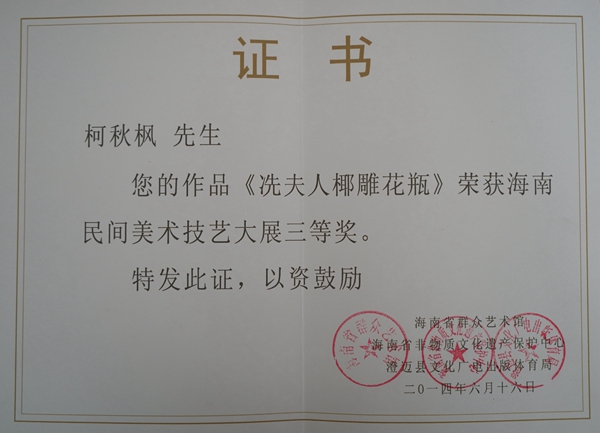 证书
柯秋枫 先生
您的作品《冼夫人椰雕花瓶》荣获海南
民间美术技艺大展三等奖。
特发此证，以资鼓励
海南省群众艺术馆
海南省非物质文化遗产保护中心
澄迈县文化广电出版体育局
二〇一四年六月十六日